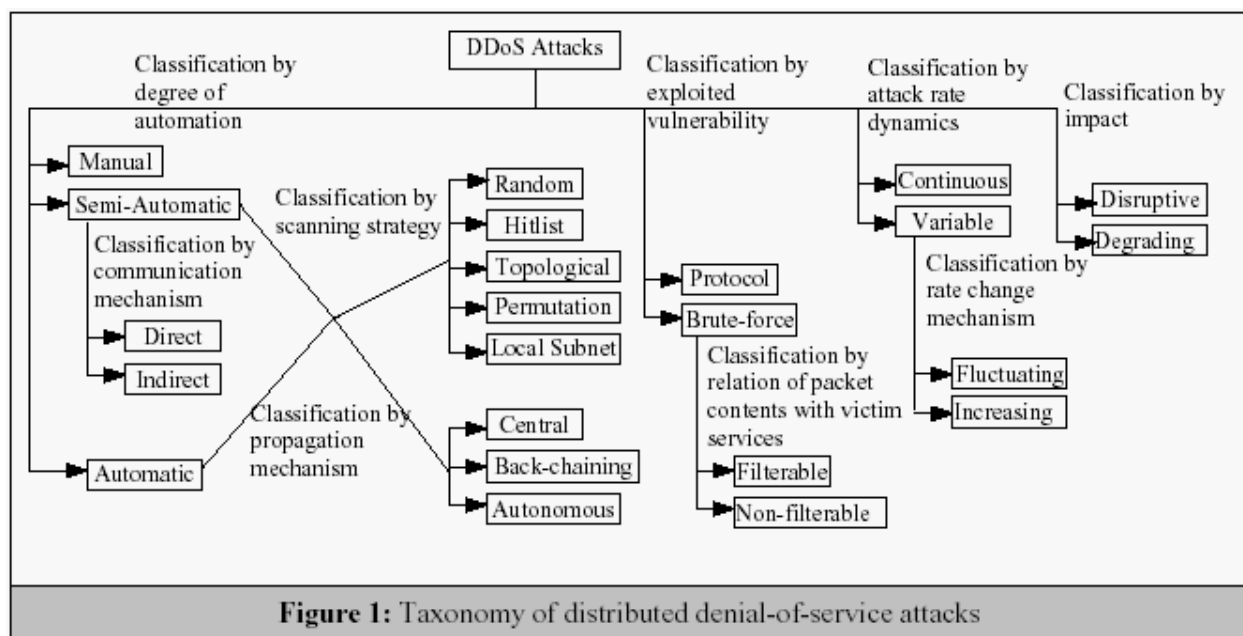 DDoS Attacks
Classification by
degree of
automation
Manual
Semi-Automatic
Classification by
communication
mechanism
Direct
Indirect
Automatic
Classification by
scanning strategy
Random
Hitlist
Topological
Permutation
Local Subnet
Classification by
propagation
mechanism
Central
Back-chaining
Autonomous
Classification by
exploited
vulnerability
Protocol
Brute-force
Classification by
relation of packet
contents with victim
services
Filterable
Non-filterable
Classification by
attack rate
dynamics
Continuous
Variable
Classification by
rate change
mechanism
Fluctuating
Increasing
Classification by
impact
Disruptive
Degrading
Figure 1: Taxonomy of distributed denial-of-service attacks